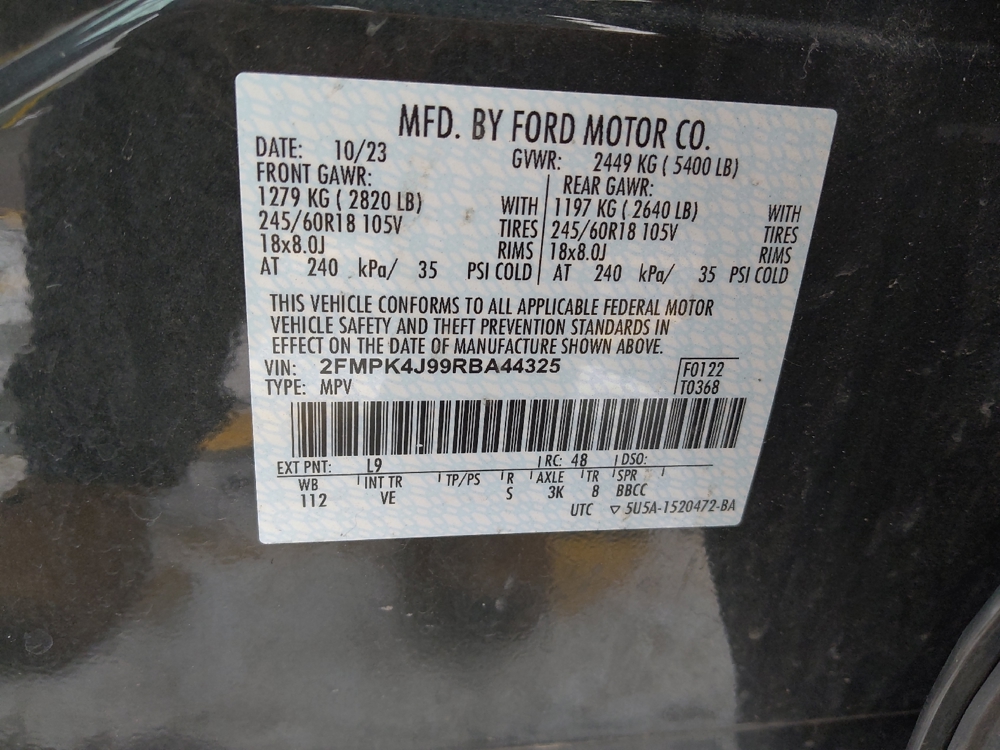 MFD. BY FORD MOTOR CO.
DATE: 10/23 GVWR: 2449 KG ( 5400 LB)
FRONT GAWR: REAR GAWR:
1279 KG ( 2820 LB) WITH 1197 KG ( 2640 LB) WITH
245/60R18 105V TIRES 245/60R18 105V TIRES
18x8.0J RIMS 18x8.0J RIMS
AT 240 kPa/ 35 PSI COLD AT 240 kPa/ 35 PSI COLD
THIS VEHICLE CONFORMS TO ALL APPLICABLE FEDERAL MOTOR
VEHICLE SAFETY AND THEFT PREVENTION STANDARDS IN
EFFECT ON THE DATE OF MANUFACTURE SHOWN ABOVE.
VIN: 2FMPK4J99RBA44325 F0122
TYPE: MPV T0368
EXT PNT: L9 RC: 48 DSO:
WB INT TR TP/PS R AXLE TR SPR
112 VE S 3K 8 BBCC
UTC ▽ 5U5A-1520472-BA